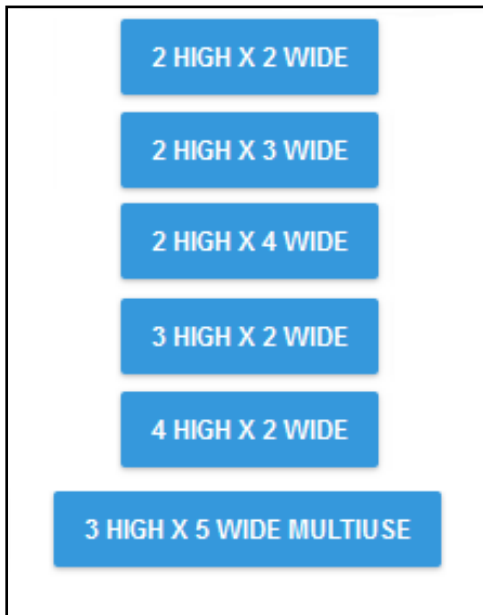 2 HIGH X 2 WIDE
2 HIGH X 3 WIDE
2 HIGH X 4 WIDE
3 HIGH X 2 WIDE
4 HIGH X 2 WIDE
3 HIGH X 5 WIDE MULTIUSE